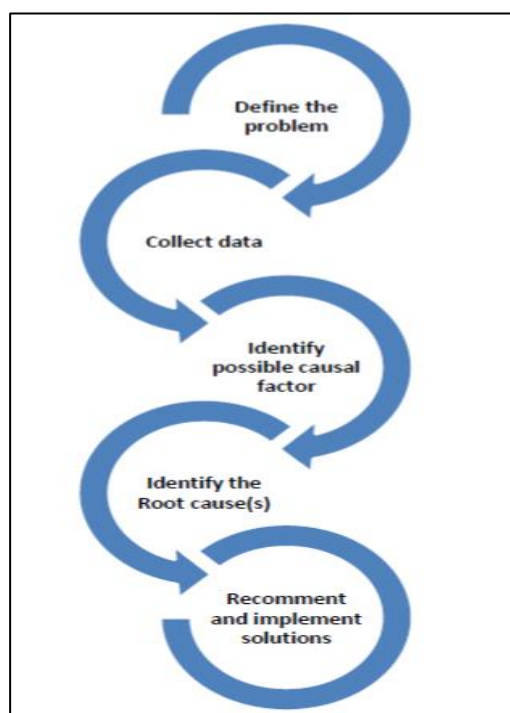 Define the
problem
Collect data
Identify
possible causal
factor
Identify the
Root cause(s)
Recomment
and implement
solutions